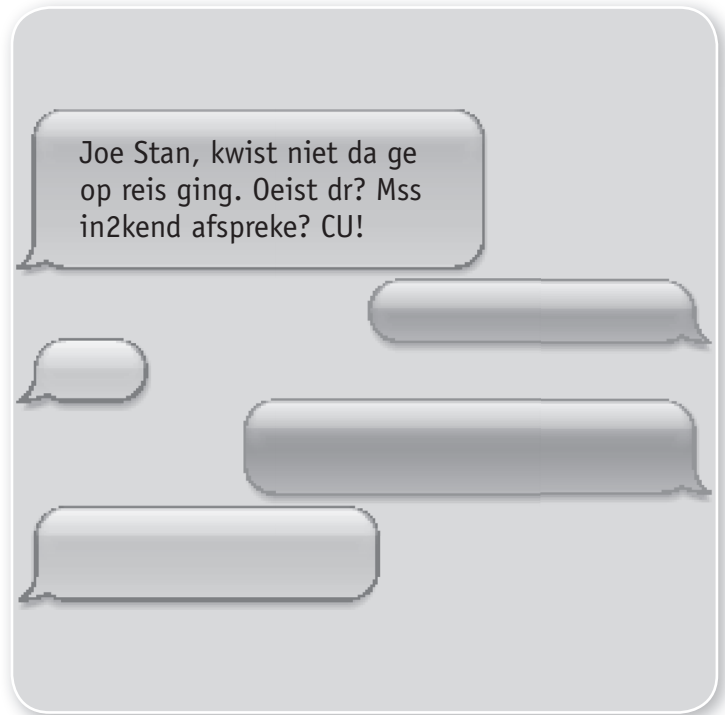 Joe Stan, kwist niet da ge
op reis ging. Oeist dr? Mss
in2kend afspreke? CU!